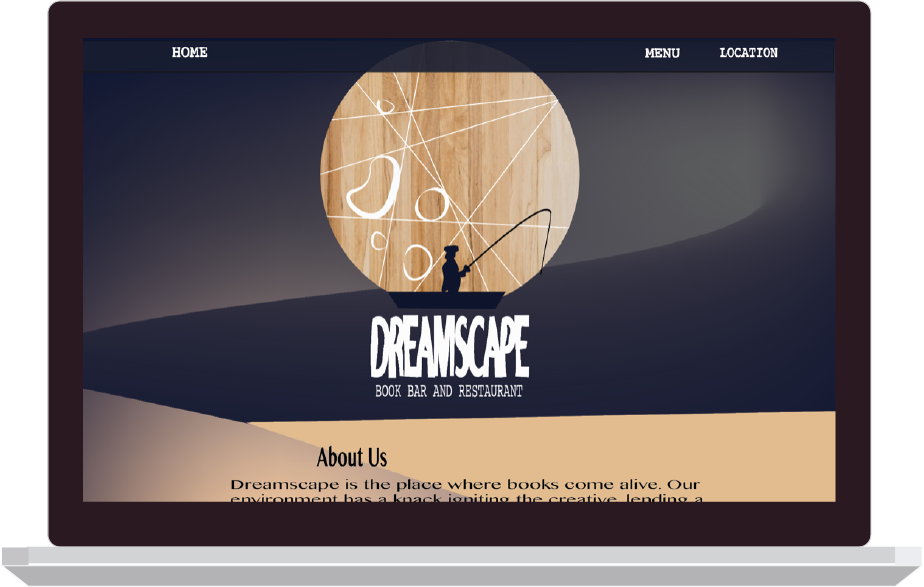 HOME MENU LOCATION
DREAMSCAPE
BOOK BAR AND RESTAURANT
About Us
Dreamscape is the place where books come alive. Our
environment has a knack igniting the creative, lending a